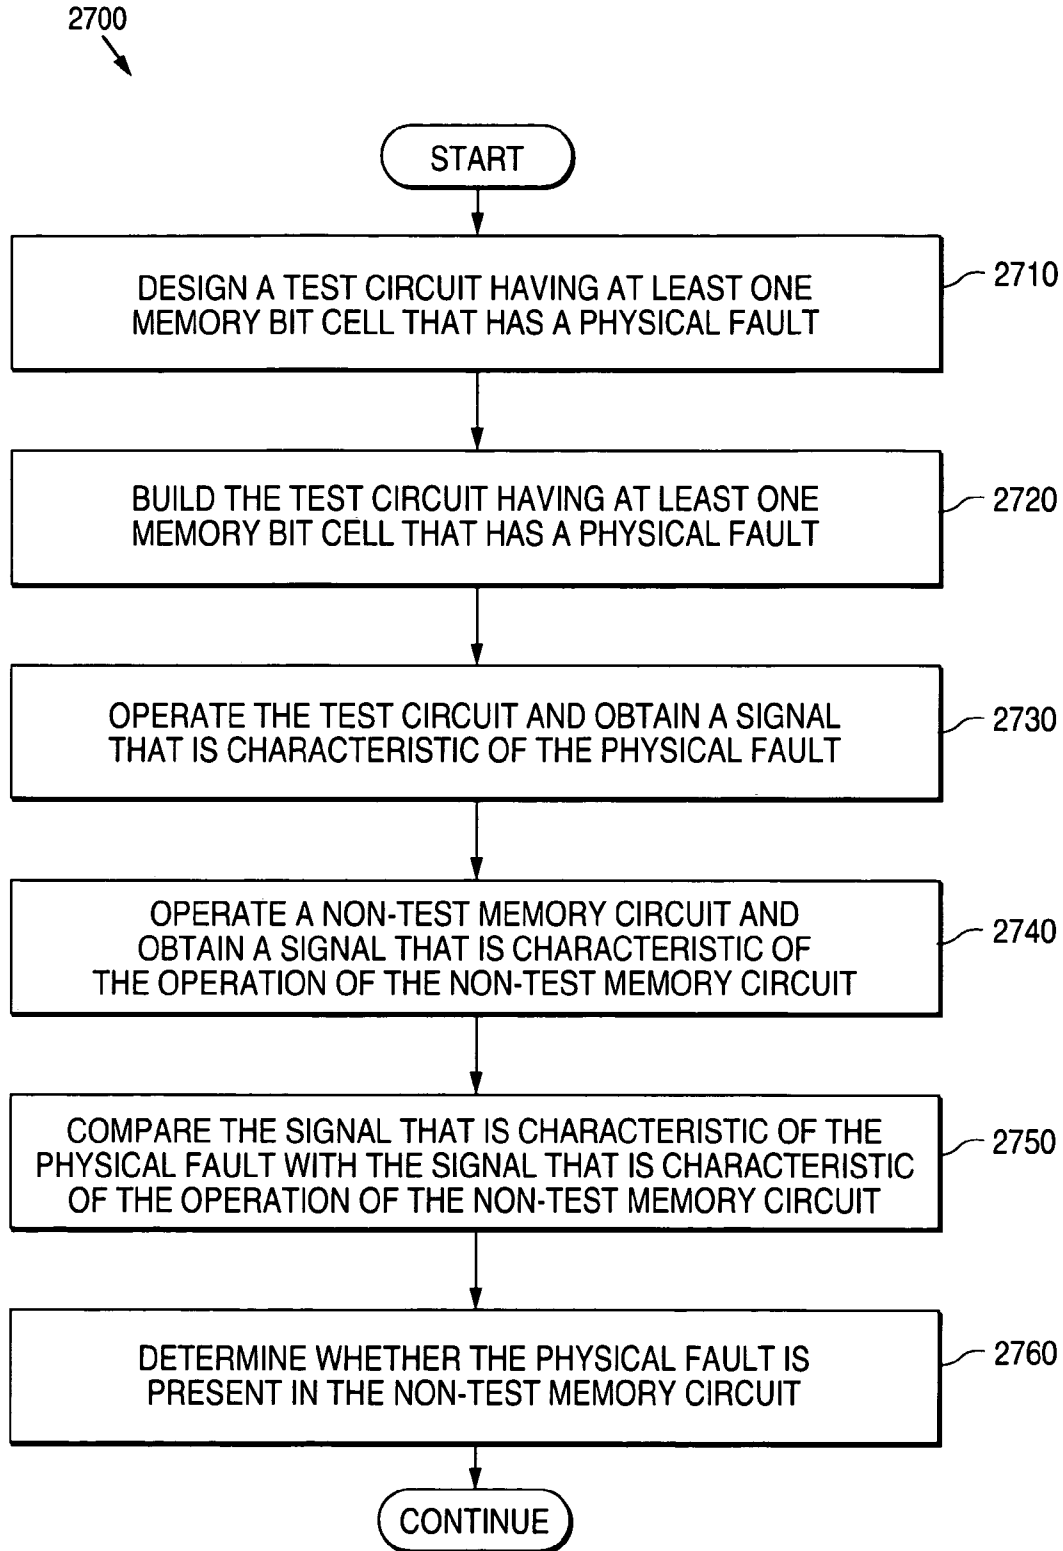 2700
START
DESIGN A TEST CIRCUIT HAVING AT LEAST ONE
MEMORY BIT CELL THAT HAS A PHYSICAL FAULT
2710
BUILD THE TEST CIRCUIT HAVING AT LEAST ONE
MEMORY BIT CELL THAT HAS A PHYSICAL FAULT
2720
OPERATE THE TEST CIRCUIT AND OBTAIN A SIGNAL
THAT IS CHARACTERISTIC OF THE PHYSICAL FAULT
2730
OPERATE A NON-TEST MEMORY CIRCUIT AND
OBTAIN A SIGNAL THAT IS CHARACTERISTIC OF
THE OPERATION OF THE NON-TEST MEMORY CIRCUIT
2740
COMPARE THE SIGNAL THAT IS CHARACTERISTIC OF THE
PHYSICAL FAULT WITH THE SIGNAL THAT IS CHARACTERISTIC
OF THE OPERATION OF THE NON-TEST MEMORY CIRCUIT
2750
DETERMINE WHETHER THE PHYSICAL FAULT IS
PRESENT IN THE NON-TEST MEMORY CIRCUIT
2760
CONTINUE